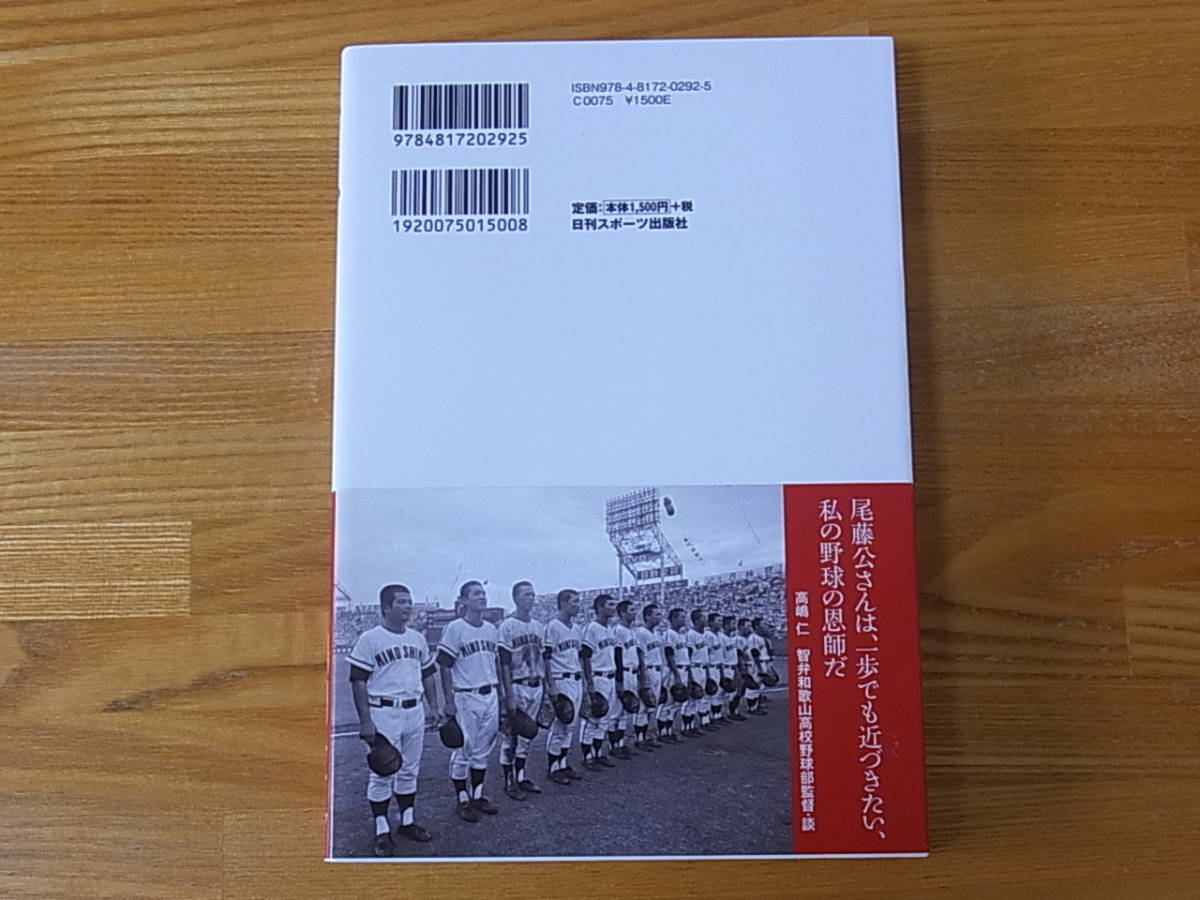 9784817202925
1920075015008
ISBN978-4-8172-0292-5
C0075 ¥1500E
定価:本体1,500円+税
日刊スポーツ出版社
尾藤公さんは、一歩でも近づきたい、
私の野球の恩師だ
高嶋 仁 智弁和歌山高校野球部監督・談
MINOSHIM
MINOSHIM